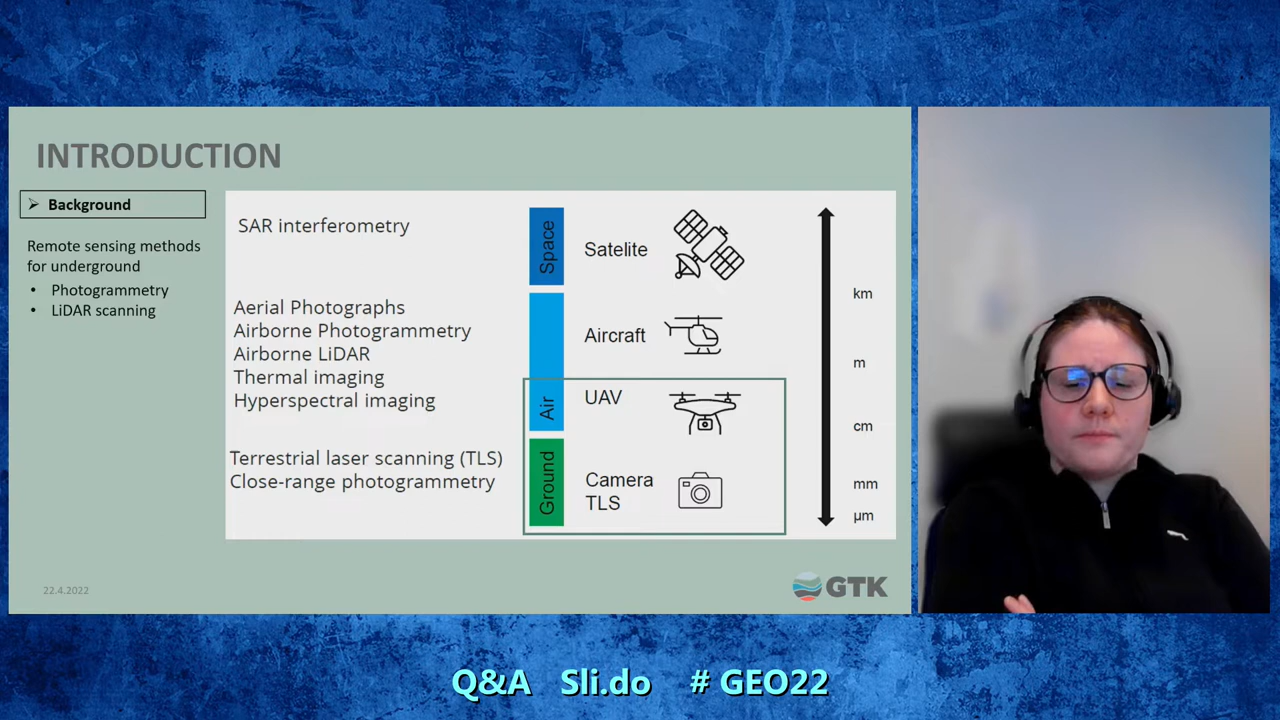 INTRODUCTION
➢ Background
Remote sensing methods
for underground
• Photogrammetry
• LiDAR scanning
SAR interferometry
Aerial Photographs
Airborne Photogrammetry
Airborne LiDAR
Thermal imaging
Hyperspectral imaging
Terrestrial laser scanning (TLS)
Close-range photogrammetry
Space
Air
Ground
Satelite
Aircraft
UAV
Camera
TLS
km
m
cm
mm
µm
22.4.2022
GTK
Q&A Sli.do # GEO22